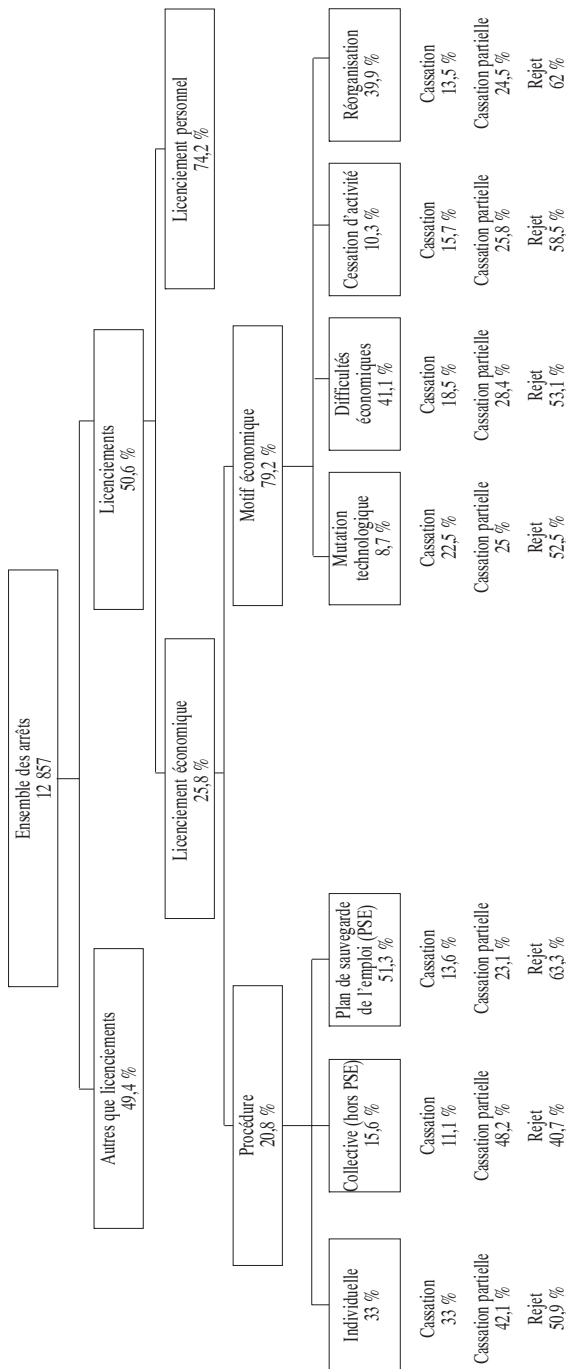 Ensemble des arrêts
12 857
Autres que licenciements
49,4 %
Licenciements
50,6 %
Licenciement économique
25,8 %
Licenciement personnel
74,2 %
Procédure
20,8 %
Motif économique
79,2 %
Individuelle
33 %
Cassation
33 %
Cassation partielle
42,1 %
Rejet
50,9 %
Collective (hors PSE)
15,6 %
Cassation
11,1 %
Cassation partielle
48,2 %
Rejet
40,7 %
Plan de sauvegarde
de l'emploi (PSE)
51,3 %
Cassation
13,6 %
Cassation partielle
23,1 %
Rejet
63,3 %
Mutation
technologique
8,7 %
Cassation
22,5 %
Cassation partielle
25 %
Rejet
52,5 %
Difficultés
économiques
41,1 %
Cassation
18,5 %
Cassation partielle
28,4 %
Rejet
53,1 %
Cessation d'activité
10,3 %
Cassation
15,7 %
Cassation partielle
25,8 %
Rejet
58,5 %
Réorganisation
39,9 %
Cassation
13,5 %
Cassation partielle
24,5 %
Rejet
62 %